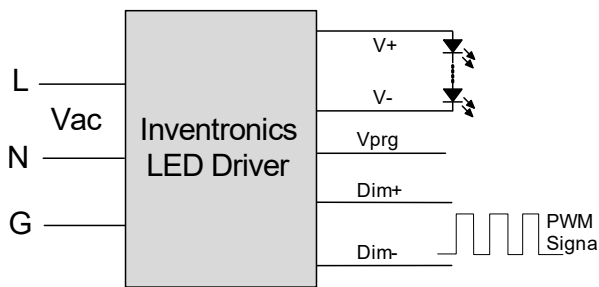 L
Vac
N
G
Inventronics
LED Driver
V+
V-
Vprg
Dim+
Dim-
PWM
Signa